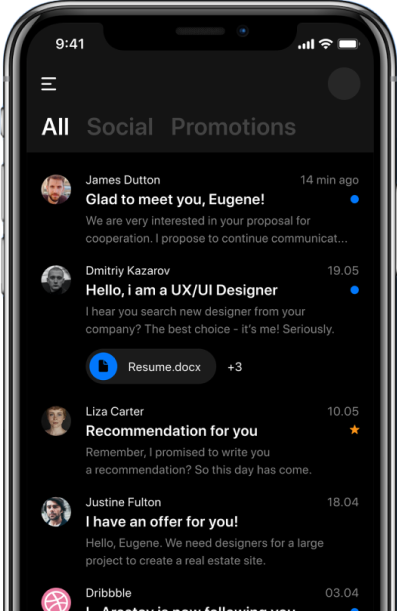 9:41
All Social Promotions
James Dutton 14 min ago
Glad to meet you, Eugene!
We are very interested in your proposal for
cooperation. I propose to continue communicat...
Dmitriy Kazarov 19.05
Hello, i am a UX/UI Designer
I hear you search new designer from your
company? The best choice - it's me! Seriously.
Resume.docx +3
Liza Carter 10.05
Recommendation for you
Remember, I promised to write you
a recommendation? So this day has come.
Justine Fulton 18.04
I have an offer for you!
Hello, Eugene. We need designers for a large
project to create a real estate site.
Dribbble 03.04
is now following you